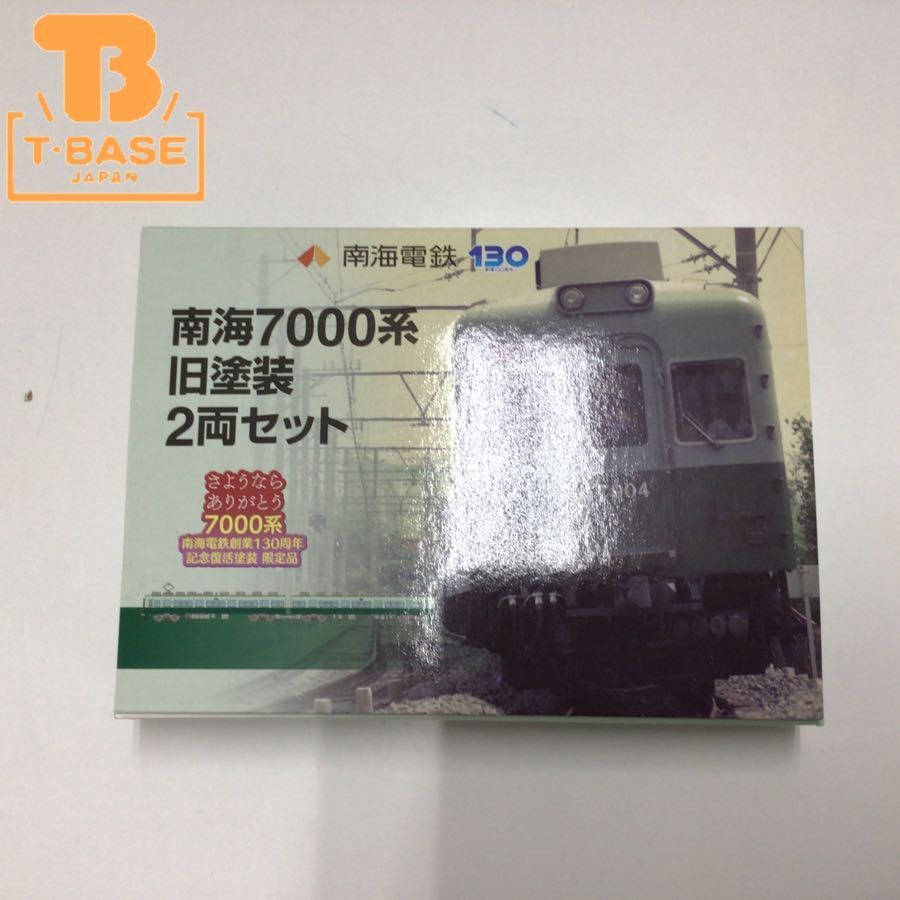 TB
T·BASE
JAPAN
南海電鉄 130
南海7000系
旧塗装
2両セット
さようなら
ありがとう
7000系
南海電鉄創業130周年
記念復活塗装 限定品
7904